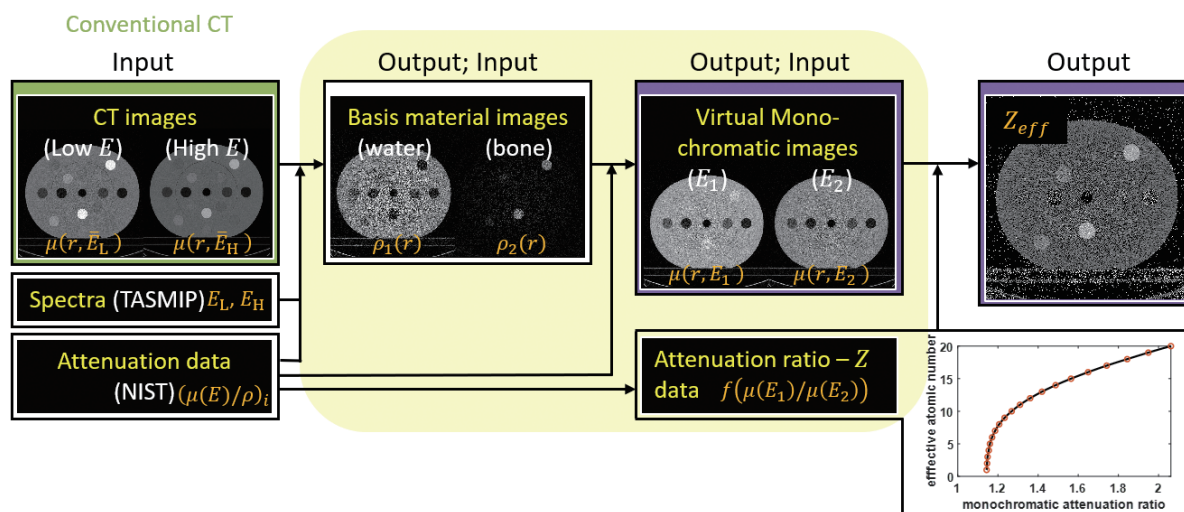 Conventional CT
Input
Output; Input
Output; Input
Output
CT images
(Low E) (High E)
μ(r, E̅_L) μ(r, E̅_H)
Basis material images
(water) (bone)
ρ₁(r) ρ₂(r)
Virtual Mono-
chromatic images
(E₁) (E₂)
μ(r, E₁) μ(r, E₂)
Z_eff
Spectra (TASMIP) E_L, E_H
Attenuation data
(NIST) (μ(E)/ρ)_i
Attenuation ratio – Z
data f(μ(E₁)/μ(E₂))
efffective atomic number
20
15
10
5
0
1 1.2 1.4 1.6 1.8 2
monochromatic attenuation ratio